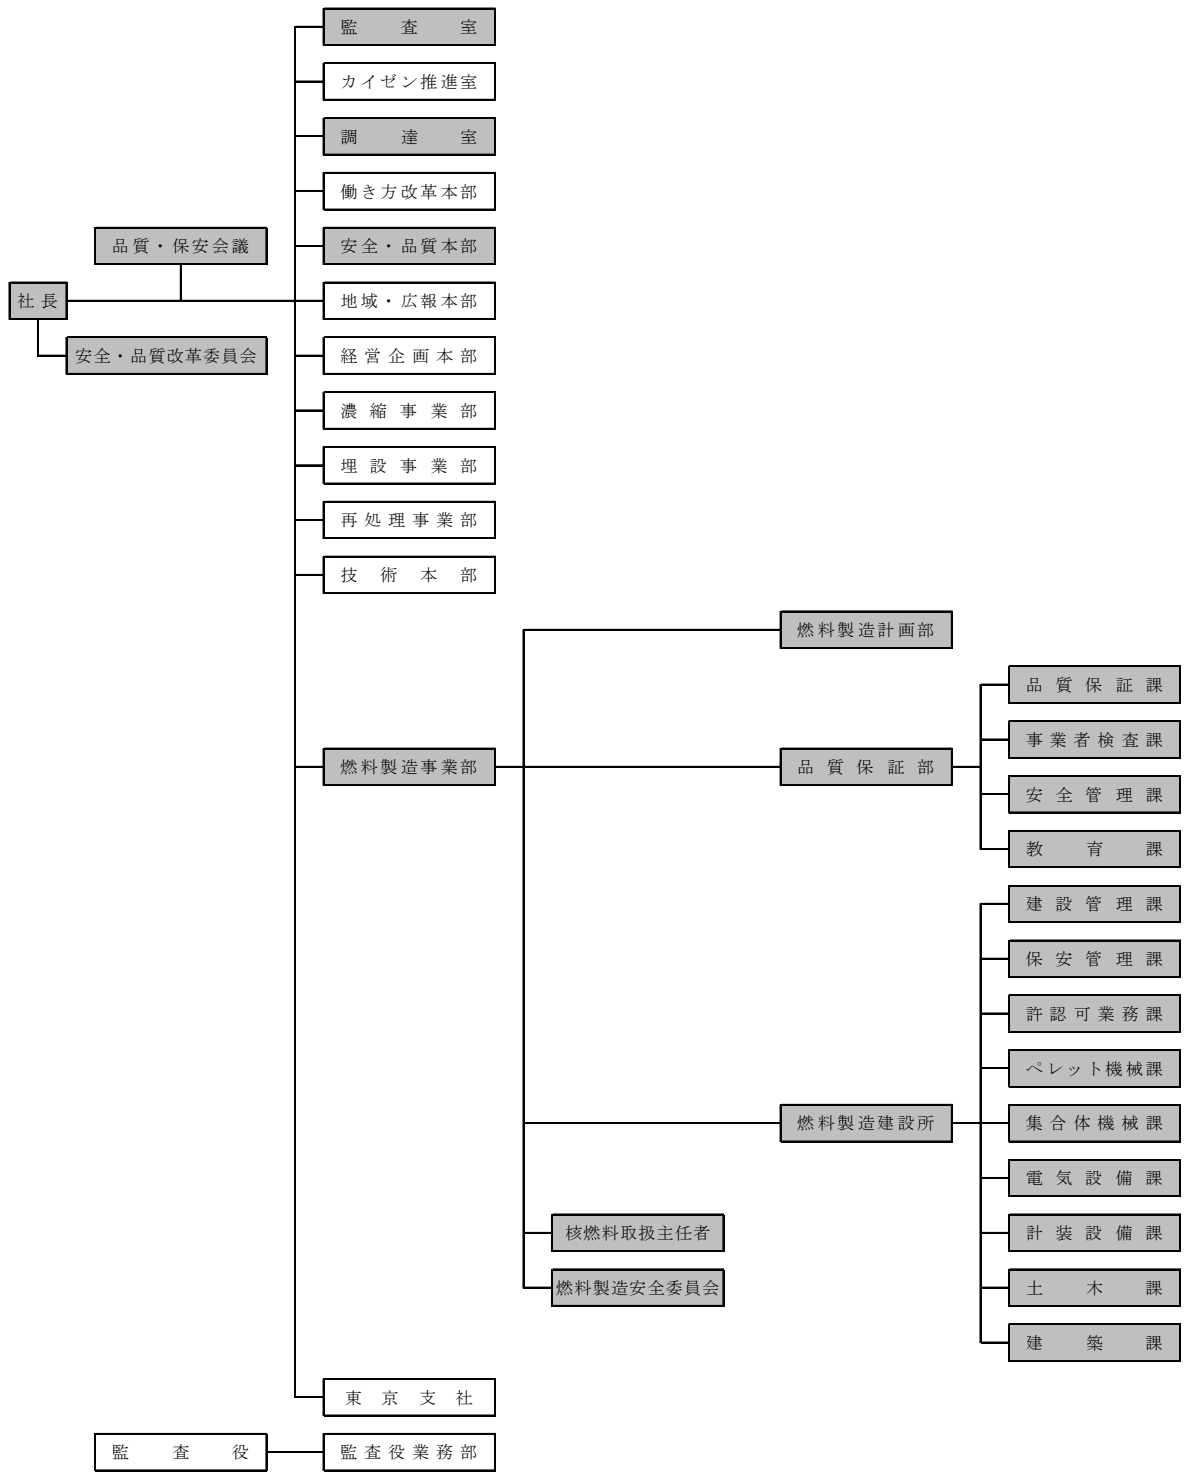 監査室
カイゼン推進室
調達室
働き方改革本部
品質・保安会議
安全・品質本部
社長
地域・広報本部
安全・品質改革委員会
経営企画本部
濃縮事業部
埋設事業部
再処理事業部
技術本部
燃料製造計画部
品質保証課
事業者検査課
燃料製造事業部
品質保証部
安全管理課
教育課
建設管理課
保安管理課
許認可業務課
ペレット機械課
燃料製造建設所
集合体機械課
電気設備課
核燃料取扱主任者
計装設備課
燃料製造安全委員会
土木課
建築課
東京支社
監査役
監査役業務部